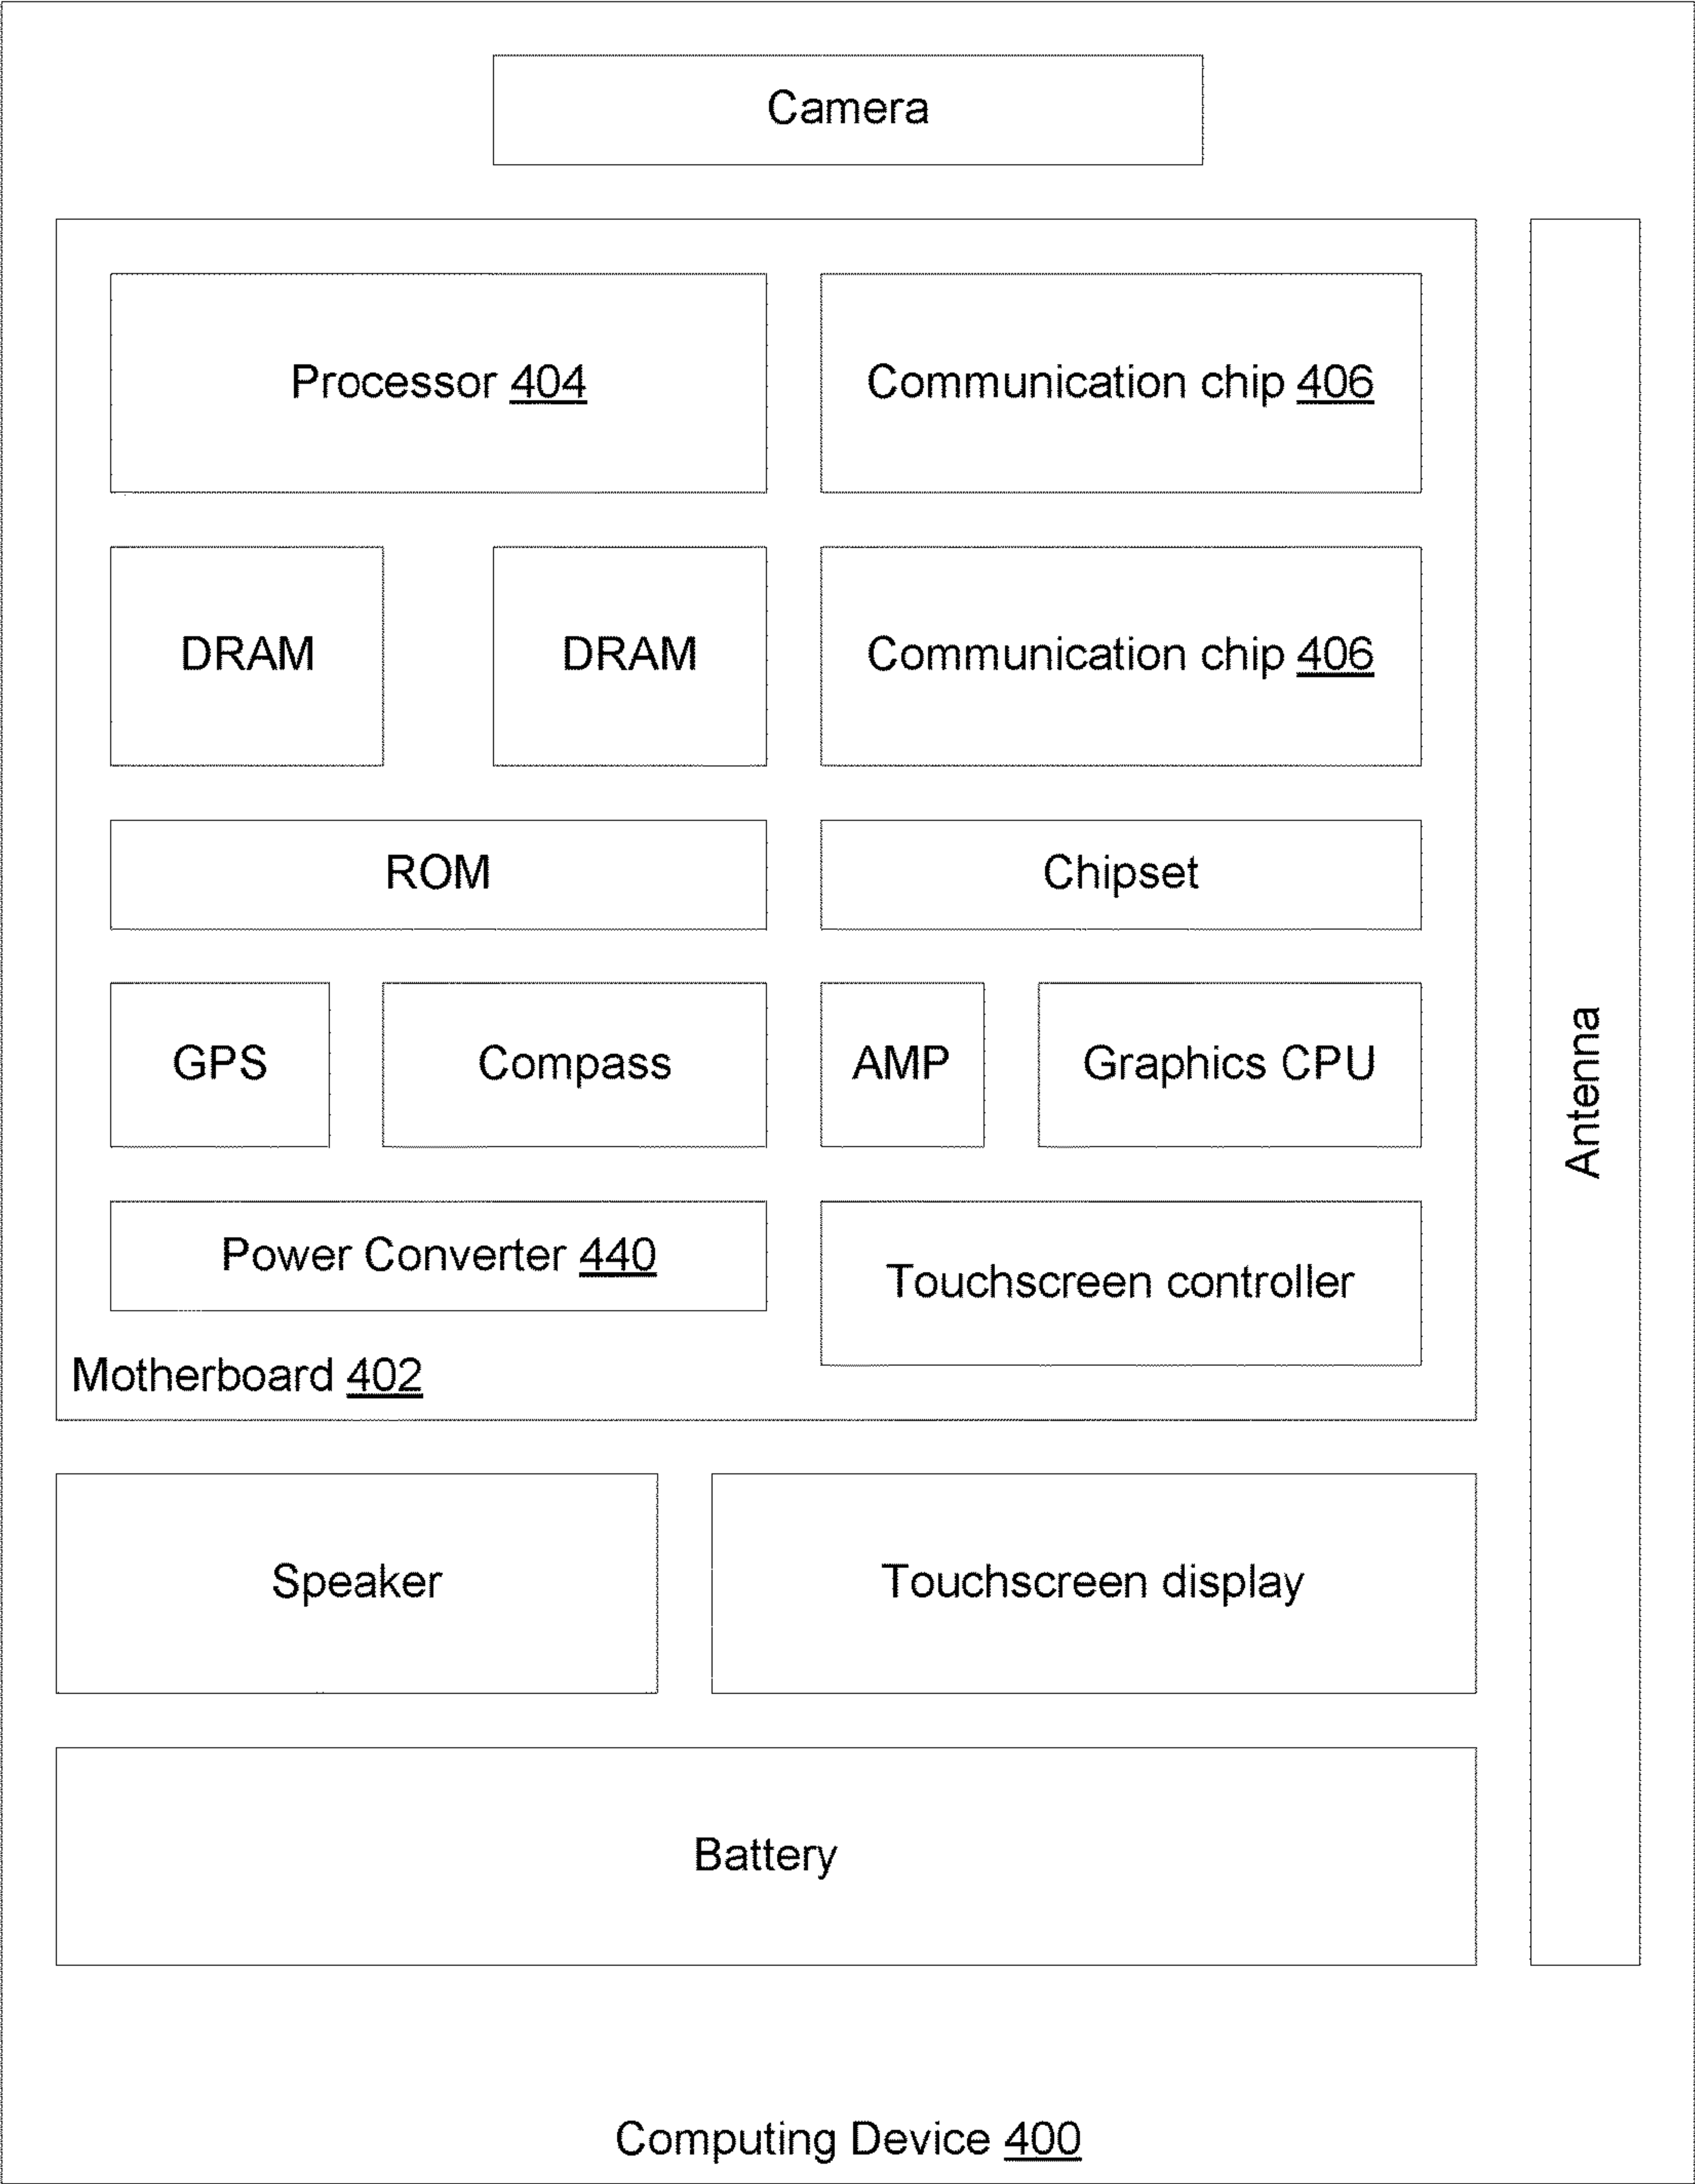 Camera
Processor 404
Communication chip 406
DRAM
DRAM
Communication chip 406
ROM
Chipset
GPS
Compass
AMP
Graphics CPU
Power Converter 440
Touchscreen controller
Motherboard 402
Antenna
Speaker
Touchscreen display
Battery
Computing Device 400